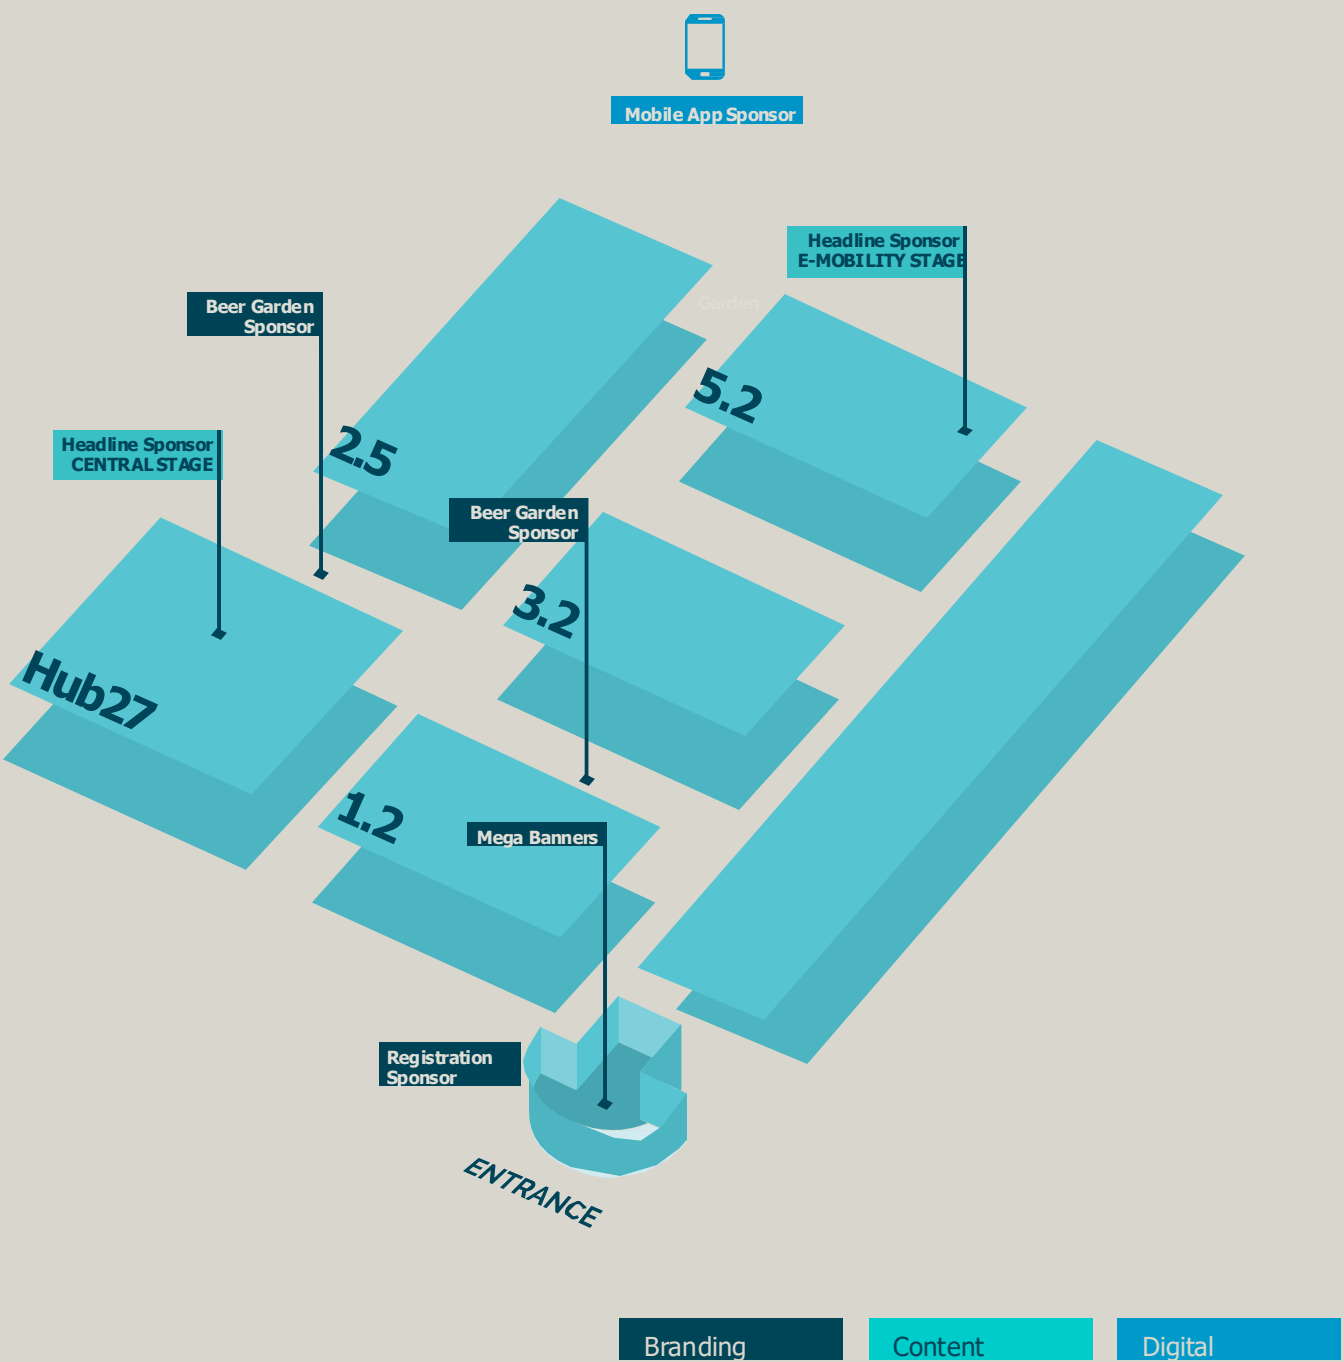 Mobile App Sponsor
Headline Sponsor
E-MOBILITY STAGE
Garden
Beer Garden
Sponsor
5.2
2.5
Headline Sponsor
CENTRAL STAGE
Beer Garden
Sponsor
3.2
Hub27
1.2
Mega Banners
Registration
Sponsor
ENTRANCE
Branding
Content
Digital